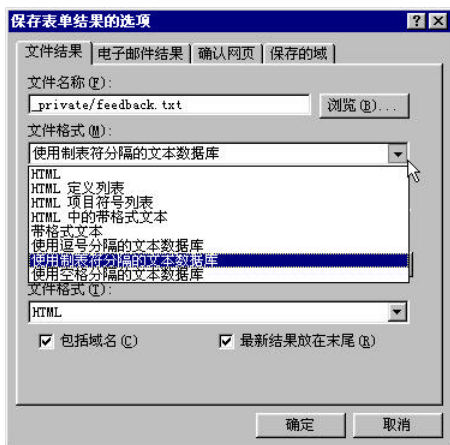 保存表单结果的选项
文件结果 电子邮件结果 确认网页 保存的域
文件名称(F):
_private/feedback.txt 浏览(B)...
文件格式(M):
使用制表符分隔的文本数据库
HTML
HTML 定义列表
HTML 项目符号列表
HTML 中的带格式文本
带格式文本
使用逗号分隔的文本数据库
使用制表符分隔的文本数据库
使用空格分隔的文本数据库
文件格式(T):
HTML
包括域名(C) 最新结果放在末尾(R)
确定 取消